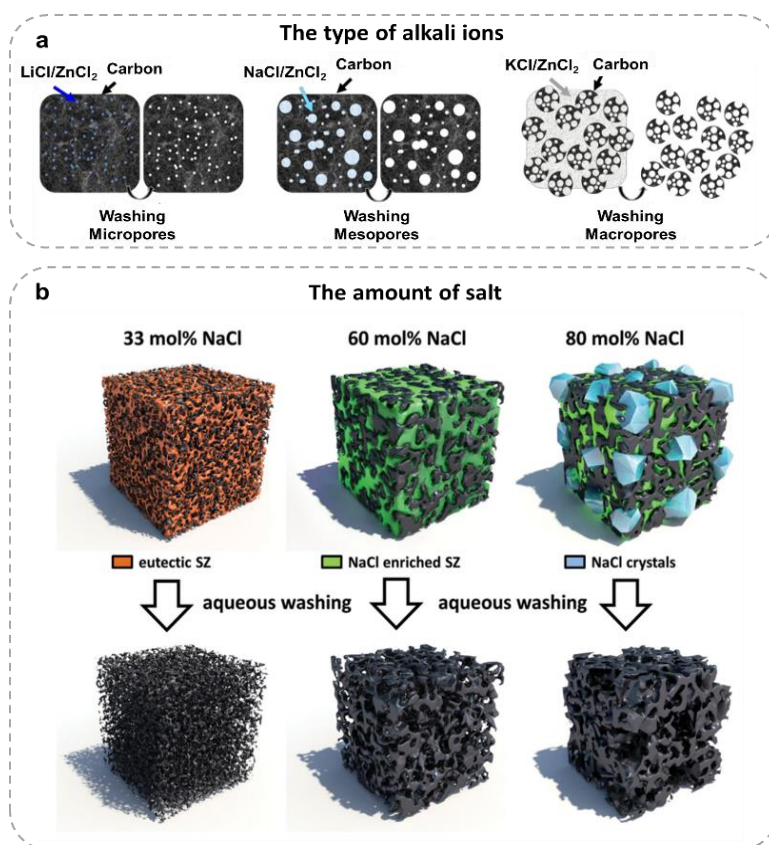 a
The type of alkali ions
LiCl/ZnCl₂ Carbon
NaCl/ZnCl₂ Carbon
KCl/ZnCl₂ Carbon
Washing
Micropores
Washing
Mesopores
Washing
Macropores
b
The amount of salt
33 mol% NaCl
60 mol% NaCl
80 mol% NaCl
eutectic SZ
NaCl enriched SZ
NaCl crystals
aqueous washing
aqueous washing